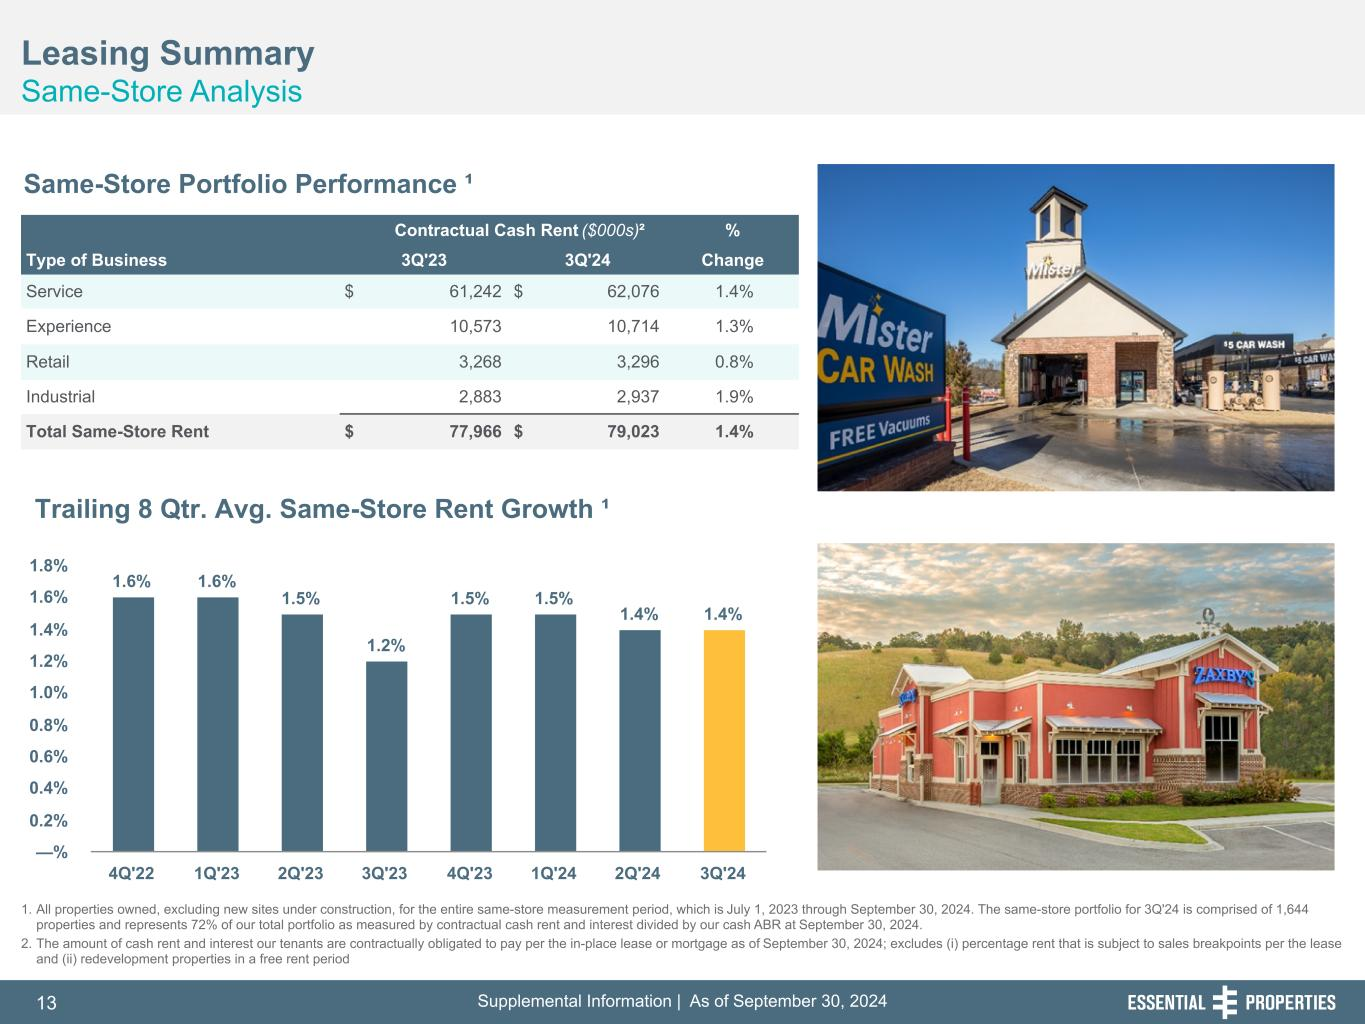 Leasing Summary
Same-Store Analysis
Same-Store Portfolio Performance ¹
Contractual Cash Rent ($000s)² %
Type of Business 3Q'23 3Q'24 Change
Service $ 61,242 $ 62,076 1.4%
Experience 10,573 10,714 1.3%
Retail 3,268 3,296 0.8%
Industrial 2,883 2,937 1.9%
Total Same-Store Rent $ 77,966 $ 79,023 1.4%
Mister
Mister
CAR WASH
FREE Vacuums
$5 CAR WASH
$5 CAR WA
Trailing 8 Qtr. Avg. Same-Store Rent Growth ¹
1.8%
1.6%
1.4%
1.2%
1.0%
0.8%
0.6%
0.4%
0.2%
—%
1.6% 1.6% 1.5% 1.2% 1.5% 1.5% 1.4% 1.4%
4Q'22 1Q'23 2Q'23 3Q'23 4Q'23 1Q'24 2Q'24 3Q'24
ZAXBY'S
1. All properties owned, excluding new sites under construction, for the entire same-store measurement period, which is July 1, 2023 through September 30, 2024. The same-store portfolio for 3Q'24 is comprised of 1,644
properties and represents 72% of our total portfolio as measured by contractual cash rent and interest divided by our cash ABR at September 30, 2024.
2. The amount of cash rent and interest our tenants are contractually obligated to pay per the in-place lease or mortgage as of September 30, 2024; excludes (i) percentage rent that is subject to sales breakpoints per the lease
and (ii) redevelopment properties in a free rent period
13
Supplemental Information | As of September 30, 2024
ESSENTIAL PROPERTIES